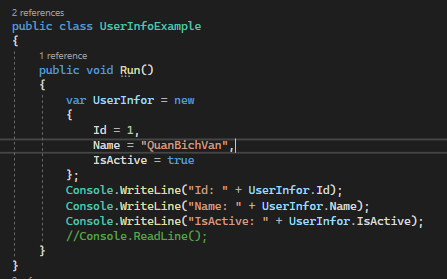 2 references
public class UserInfoExample
{
1 reference
public void Run()
{
var UserInfor = new
{
Id = 1,
Name = "QuanBichVan",
IsActive = true
};
Console.WriteLine("Id: " + UserInfor.Id);
Console.WriteLine("Name: " + UserInfor.Name);
Console.WriteLine("IsActive: " + UserInfor.IsActive);
//Console.ReadLine();
}
}